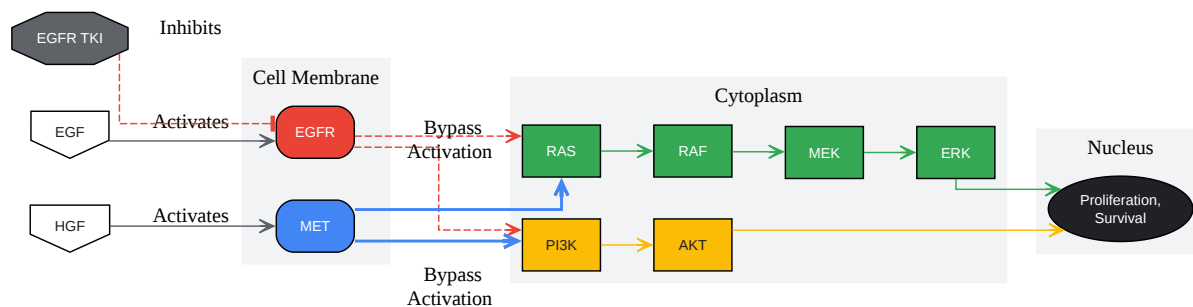 EGFR TKI
Inhibits
Cell Membrane
Cytoplasm
EGF
Activates
EGFR
Bypass
Activation
RAS
RAF
MEK
ERK
Nucleus
HGF
Activates
MET
PI3K
AKT
Proliferation,
Survival
Bypass
Activation